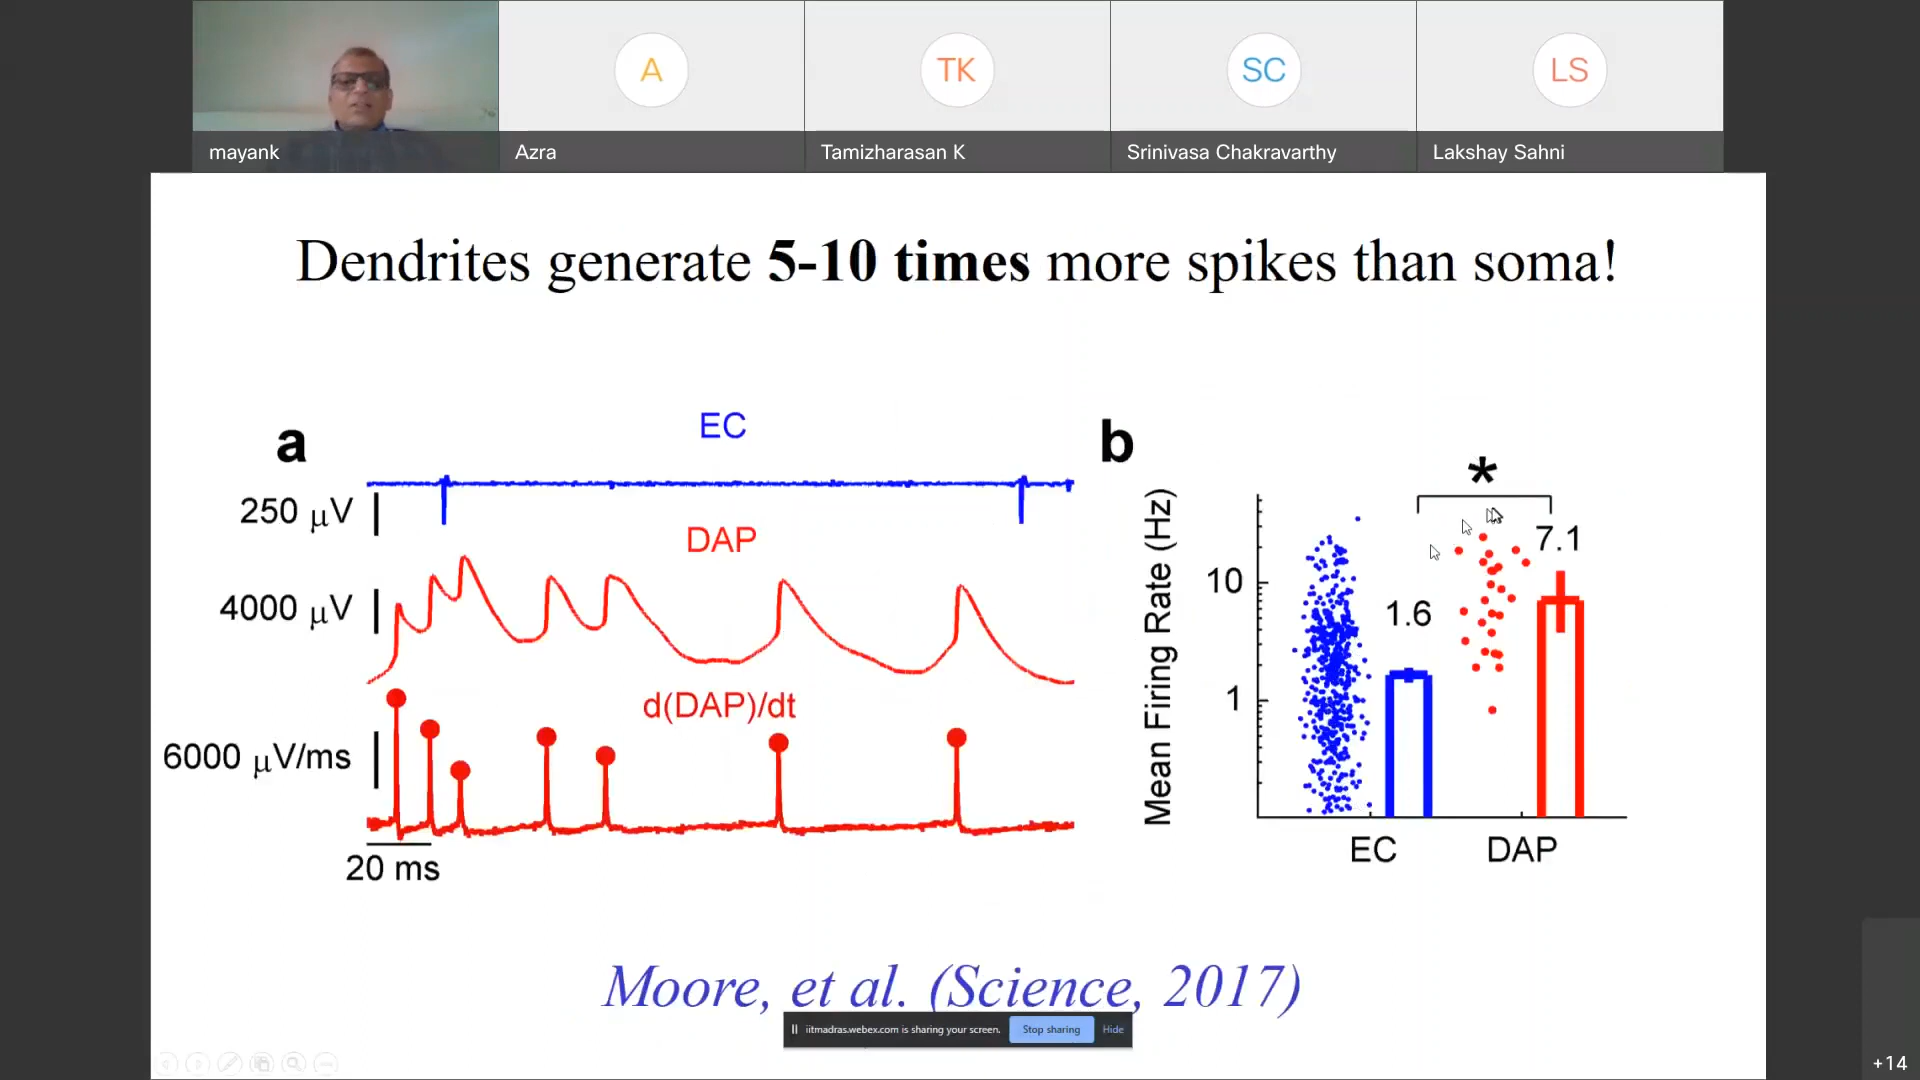 A
TK
SC
LS
mayank
Azra
Tamizharasan K
Srinivasa Chakravarthy
Lakshay Sahni
Dendrites generate 5-10 times more spikes than soma!
a
EC
250 μV
DAP
4000 μV
d(DAP)/dt
6000 μV/ms
20 ms
b
*
Mean Firing Rate (Hz)
10
1
1.6
7.1
EC
DAP
Moore, et al. (Science, 2017)
iitmadras.webex.com is sharing your screen.
Stop sharing
Hide
+14